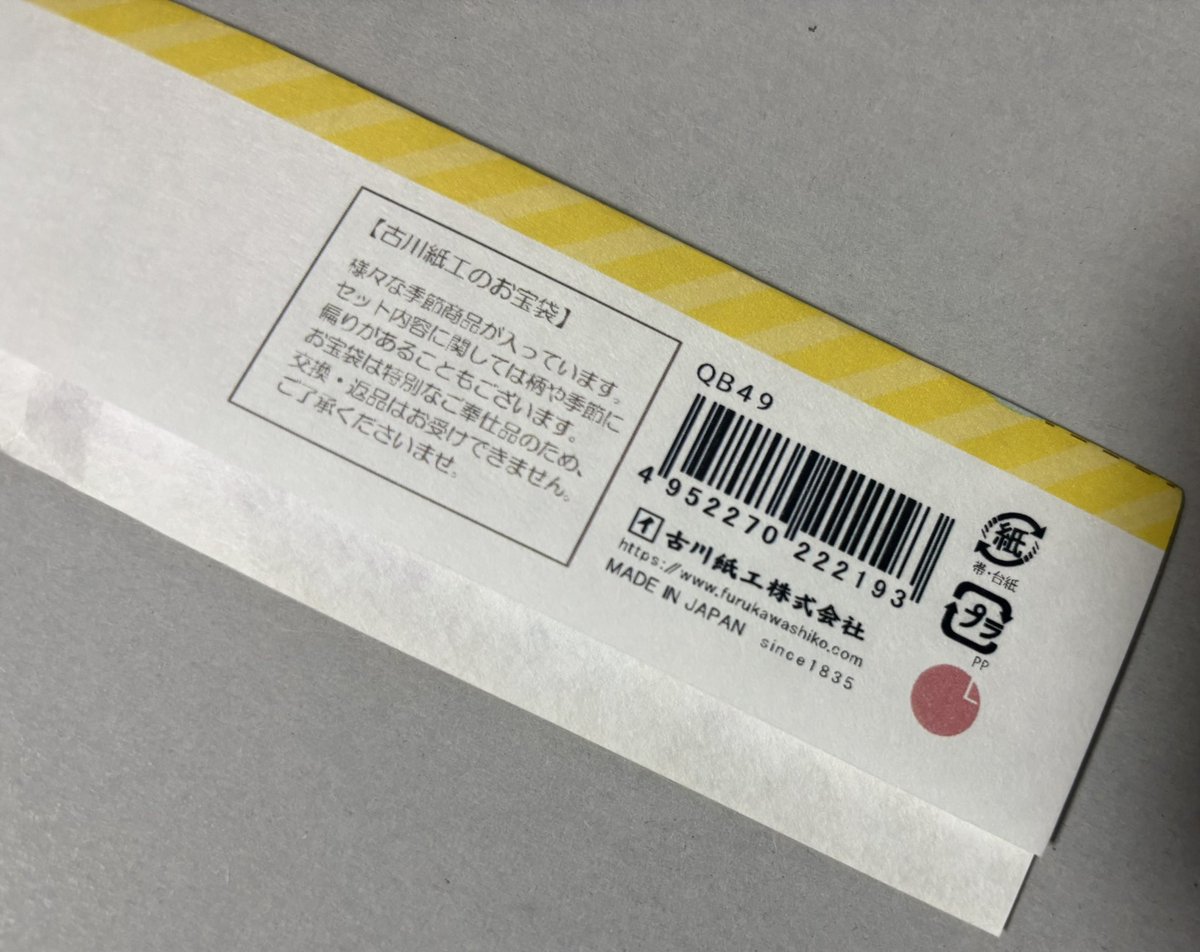 【古川紙工のお宝袋】
様々な季節商品が入っています。
セット内容に関しては柄や季節に
偏りがあることもございます。
お宝袋は特別なご奉仕品のため、
交換・返品はお受けできません。
ご了承くださいませ。
QB49
4 952270 222193
イ 古川紙工株式会社
https://www.furukawashiko.com
MADE IN JAPAN since1835
紙
帯・台紙
プラ
PP